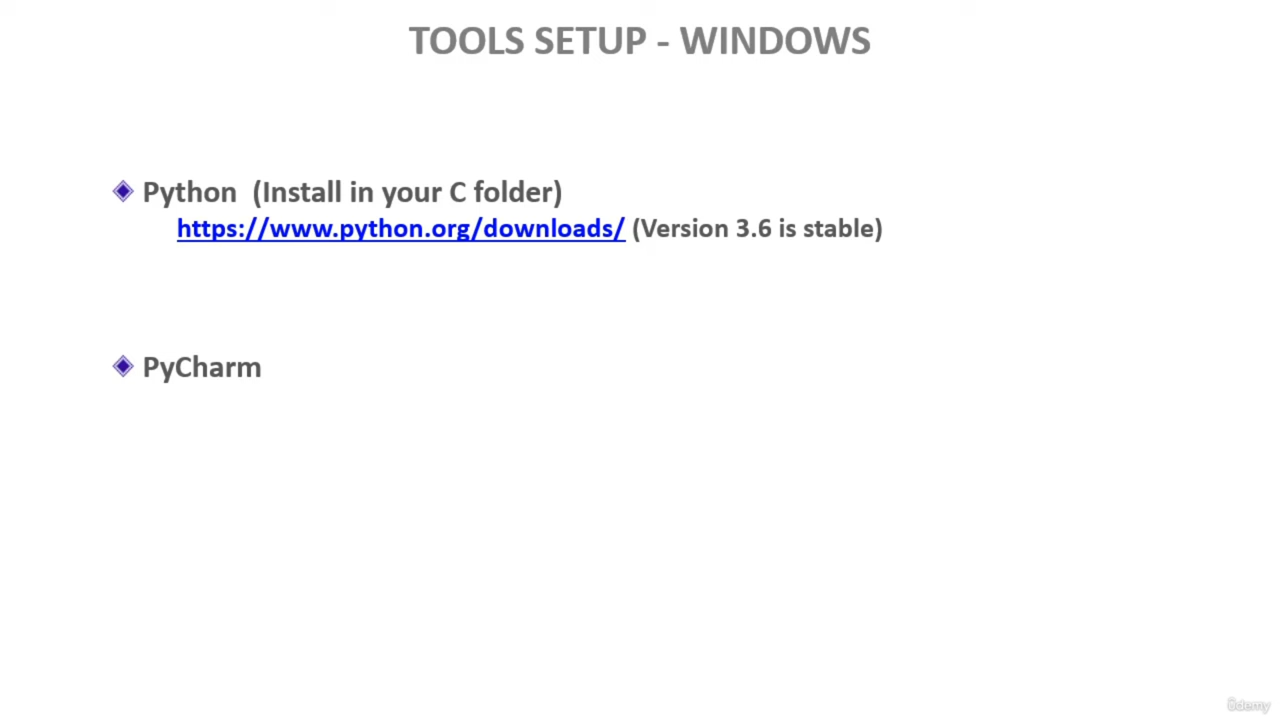 TOOLS SETUP - WINDOWS
Python (Install in your C folder)
https://www.python.org/downloads/ (Version 3.6 is stable)
PyCharm
ûdemy